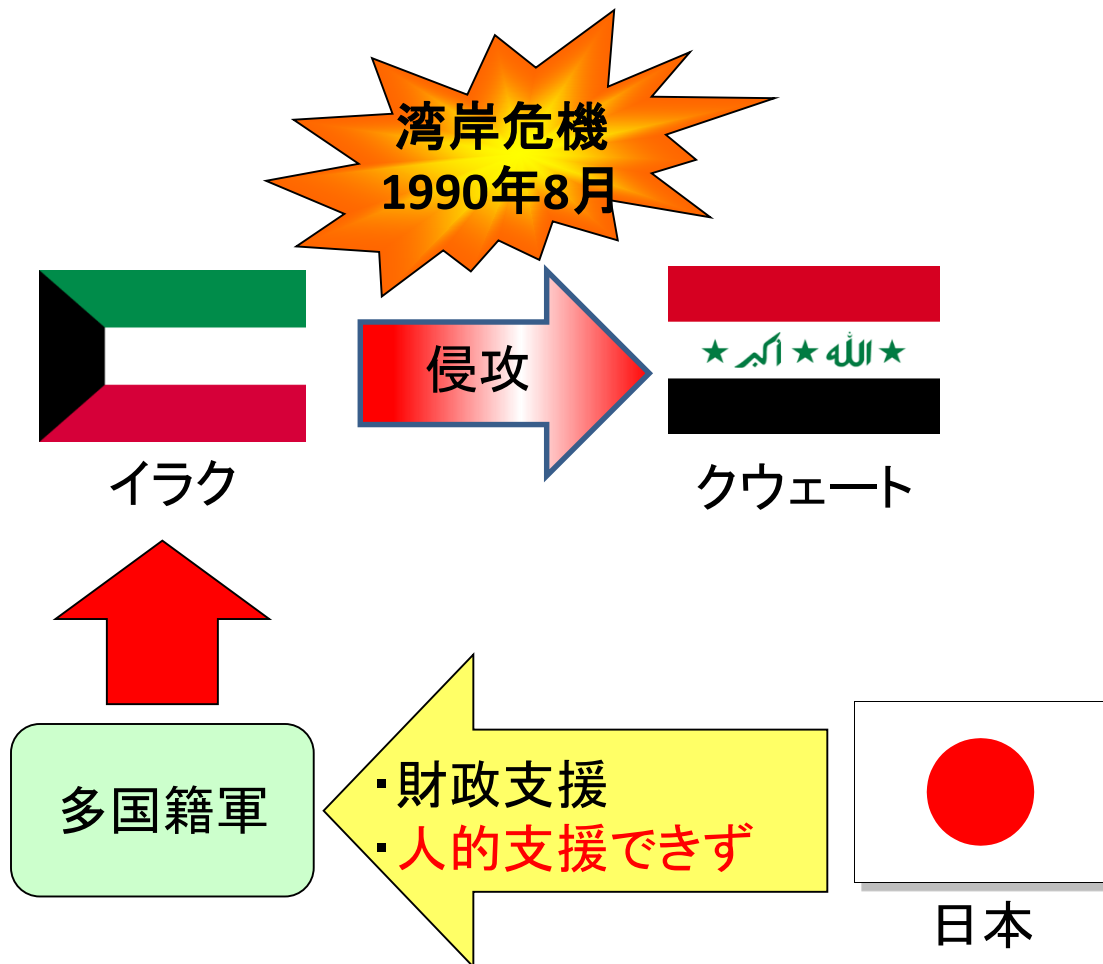 湾岸危機
1990年8月
侵攻
الله أكبر
イラク
クウェート
・財政支援
・人的支援できず
多国籍軍
日本